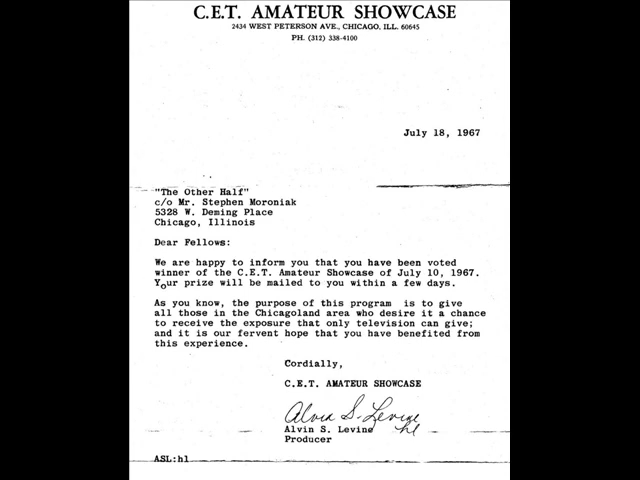 C.E.T. AMATEUR SHOWCASE
2434 WEST PETERSON AVE., CHICAGO, ILL. 60645
PH. (312) 338-4100
July 18, 1967
"The Other Half"
c/o Mr. Stephen Moroniak
5328 W. Deming Place
Chicago, Illinois
Dear Fellows:
We are happy to inform you that you have been voted
winner of the C.E.T. Amateur Showcase of July 10, 1967.
Your prize will be mailed to you within a few days.
As you know, the purpose of this program is to give
all those in the Chicagoland area who desire it a chance
to receive the exposure that only television can give;
and it is our fervent hope that you have benefited from
this experience.
Cordially,
C.E.T. AMATEUR SHOWCASE
Alvin S. Levine
hl
Alvin S. Levine
Producer
ASL:hl